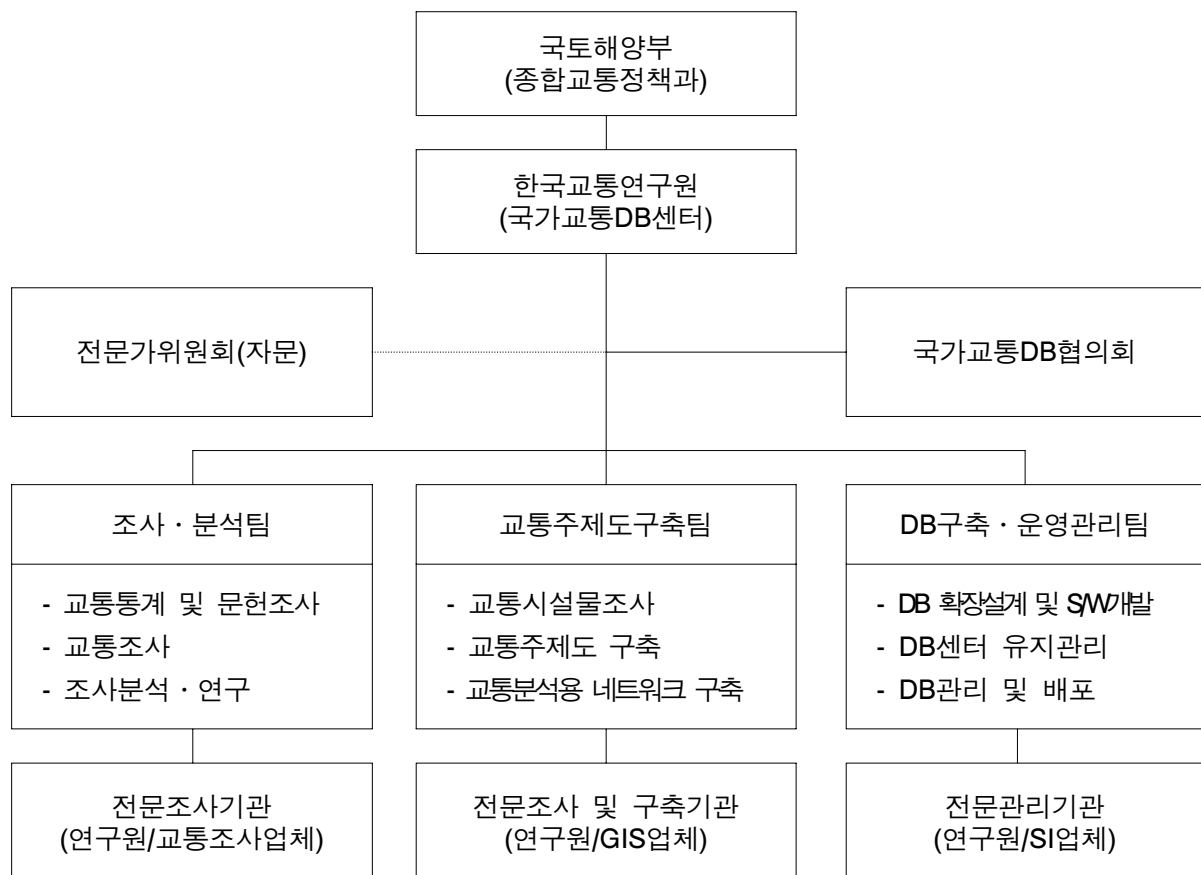 국토해양부
(종합교통정책과)
한국교통연구원
(국가교통DB센터)
전문가위원회(자문)
국가교통DB협의회
조사 · 분석팀
- 교통통계 및 문헌조사
- 교통조사
- 조사분석 · 연구
교통주제도구축팀
- 교통시설물조사
- 교통주제도 구축
- 교통분석용 네트워크 구축
DB구축 · 운영관리팀
- DB 확장설계 및 S/W개발
- DB센터 유지관리
- DB관리 및 배포
전문조사기관
(연구원/교통조사업체)
전문조사 및 구축기관
(연구원/GIS업체)
전문관리기관
(연구원/SI업체)